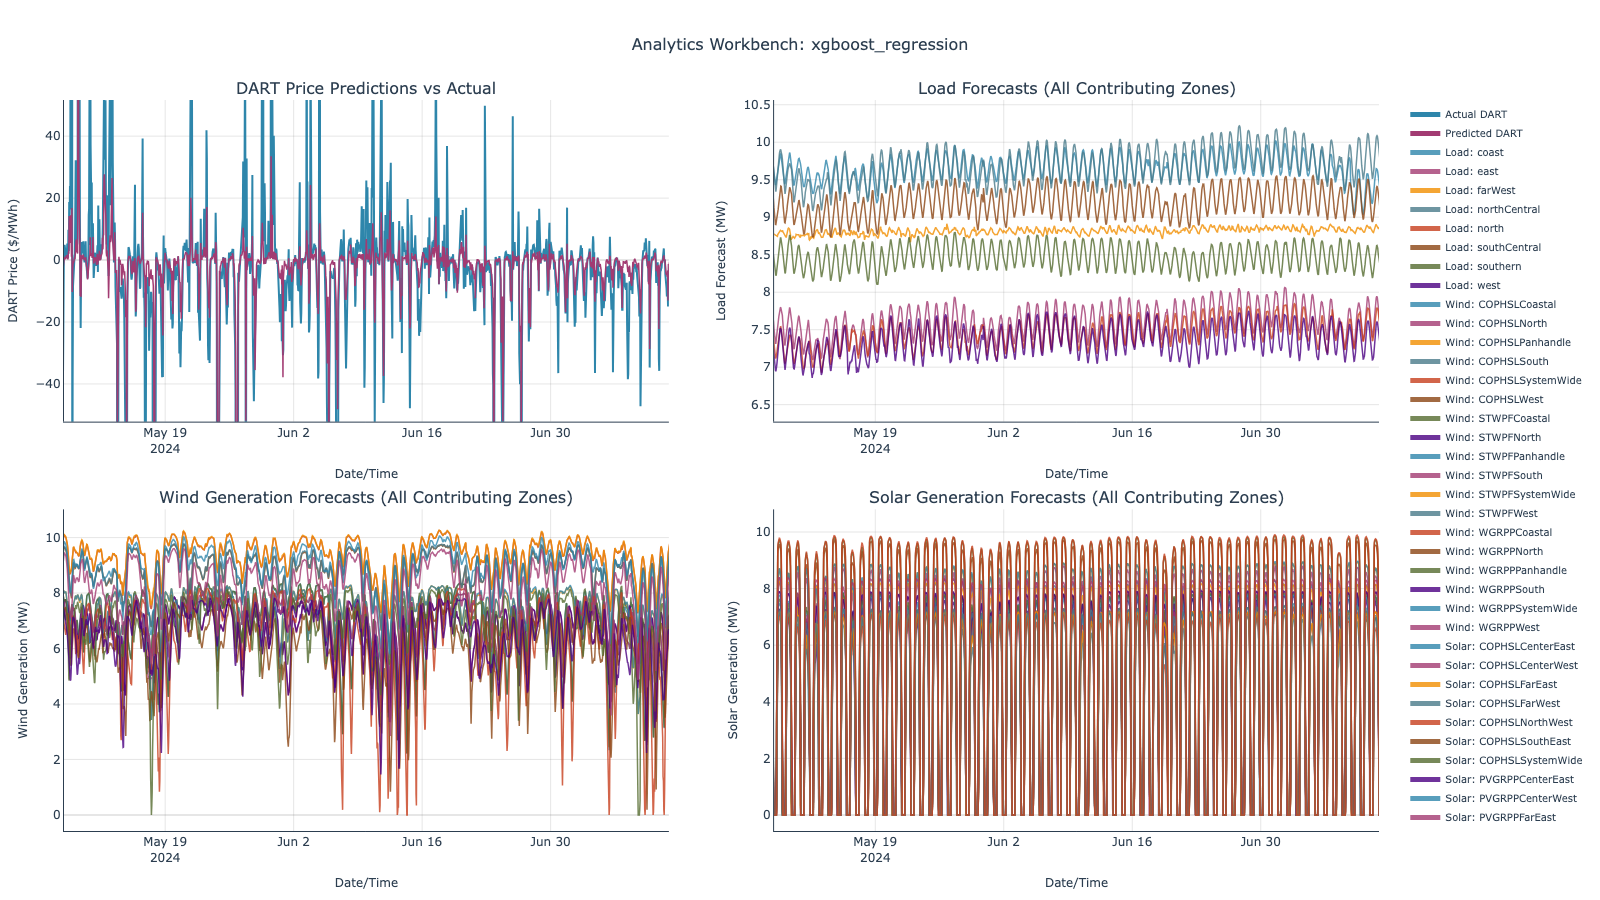 Analytics Workbench: xgboost_regression
DART Price Predictions vs Actual
DART Price ($/MWh)
40
20
0
−20
−40
May 19
2024
Jun 2
Jun 16
Jun 30
Date/Time
Load Forecasts (All Contributing Zones)
Load Forecast (MW)
10.5
10
9.5
9
8.5
8
7.5
7
6.5
May 19
2024
Jun 2
Jun 16
Jun 30
Date/Time
Wind Generation Forecasts (All Contributing Zones)
Wind Generation (MW)
10
8
6
4
2
0
May 19
2024
Jun 2
Jun 16
Jun 30
Date/Time
Solar Generation Forecasts (All Contributing Zones)
Solar Generation (MW)
10
8
6
4
2
0
May 19
2024
Jun 2
Jun 16
Jun 30
Date/Time
Actual DART
Predicted DART
Load: coast
Load: east
Load: farWest
Load: northCentral
Load: north
Load: southCentral
Load: southern
Load: west
Wind: COPHSLCoastal
Wind: COPHSLNorth
Wind: COPHSLPanhandle
Wind: COPHSLSouth
Wind: COPHSLSystemWide
Wind: COPHSLWest
Wind: STWPFCoastal
Wind: STWPFNorth
Wind: STWPFPanhandle
Wind: STWPFSouth
Wind: STWPFSystemWide
Wind: STWPFWest
Wind: WGRPPCoastal
Wind: WGRPPNorth
Wind: WGRPPPanhandle
Wind: WGRPPSouth
Wind: WGRPPSystemWide
Wind: WGRPPWest
Solar: COPHSLCenterEast
Solar: COPHSLCenterWest
Solar: COPHSLFarEast
Solar: COPHSLFarWest
Solar: COPHSLNorthWest
Solar: COPHSLSouthEast
Solar: COPHSLSystemWide
Solar: PVGRPPCenterEast
Solar: PVGRPPCenterWest
Solar: PVGRPPFarEast